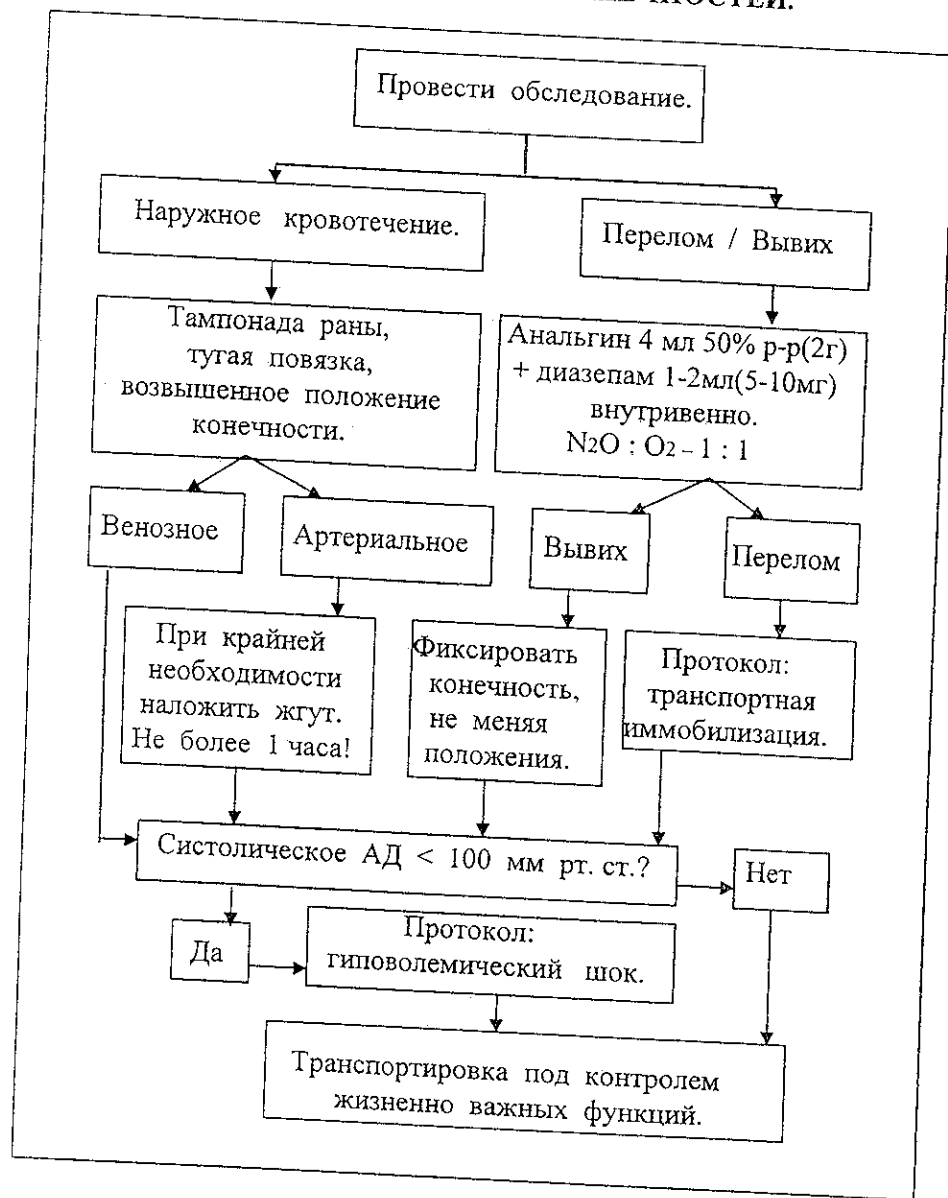 Провести обследование.
Наружное кровотечение.
Перелом / Вывих
Тампонада раны,
тугая повязка,
возвышенное положение
конечности.
Анальгин 4 мл 50% р-р(2г)
+ диазепам 1-2мл(5-10мг)
внутривенно.
N2O : O2 – 1 : 1
Венозное
Артериальное
Вывих
Перелом
При крайней
необходимости
наложить жгут.
Не более 1 часа!
Фиксировать
конечность,
не меняя
положения.
Протокол:
транспортная
иммобилизация.
Систолическое АД < 100 мм рт. ст.?
Нет
Да
Протокол:
гиповолемический шок.
Транспортировка под контролем
жизненно важных функций.